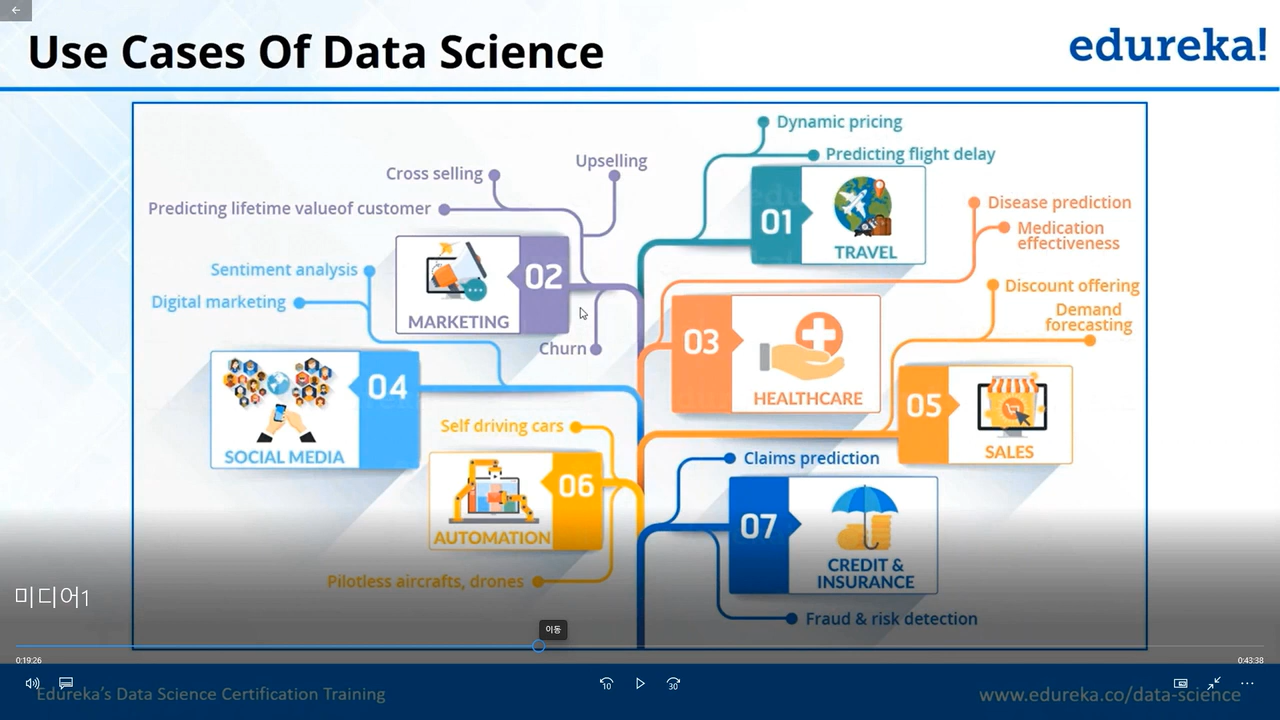 Use Cases Of Data Science
edureka!
Dynamic pricing
Predicting flight delay
01
TRAVEL
Upselling
Cross selling
Predicting lifetime valueof customer
02
MARKETING
Churn
Disease prediction
Medication
effectiveness
03
HEALTHCARE
Sentiment analysis
Digital marketing
04
SOCIAL MEDIA
Discount offering
Demand
forecasting
05
SALES
Self driving cars
06
AUTOMATION
Pilotless aircrafts, drones
Claims prediction
07
CREDIT &
INSURANCE
Fraud & risk detection
미디어1
이동
0:19:26
0:43:38
10
30
Edureka's Data Science Certification Training
www.edureka.co/data-science